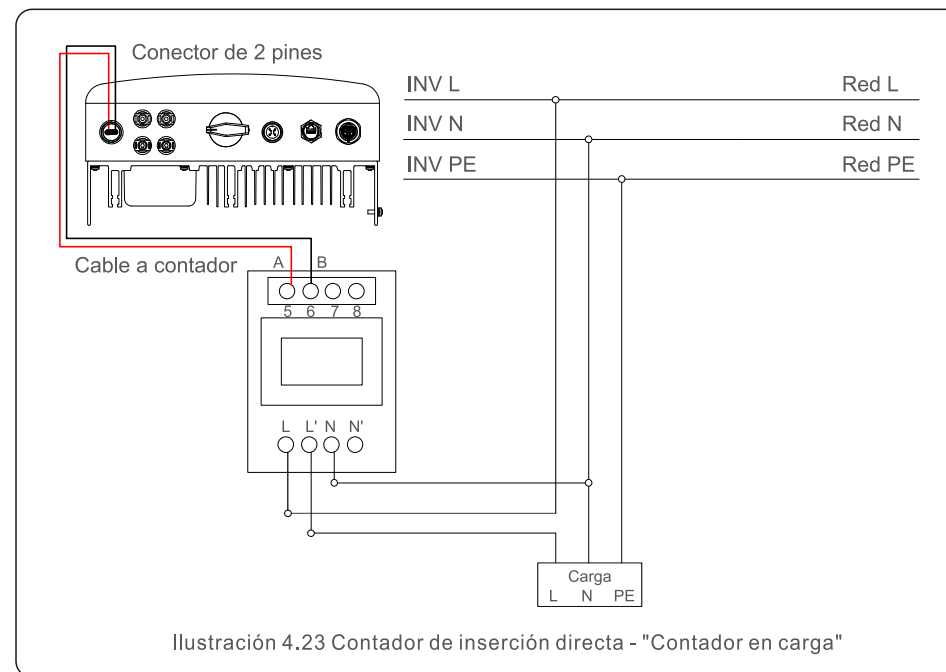 Conector de 2 pines
INV L Red L
INV N Red N
INV PE Red PE
Cable a contador
A B
5 6 7 8
L L' N N'
Carga
L N PE
Ilustración 4.23 Contador de inserción directa - "Contador en carga"